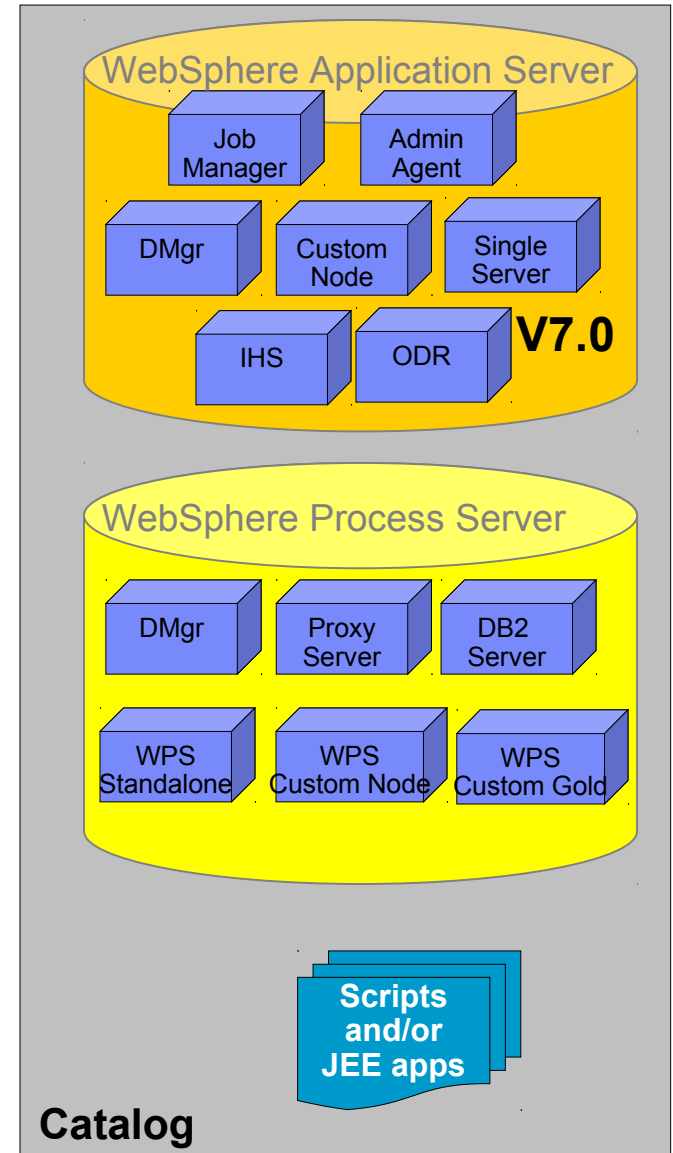 WebSphere Application Server
Job
Manager
Admin
Agent
DMgr
Custom
Node
Single
Server
IHS
ODR
V7.0
WebSphere Process Server
DMgr
Proxy
Server
DB2
Server
WPS
Standalone
WPS
Custom Node
WPS
Custom Gold
Scripts
and/or
JEE apps
Catalog